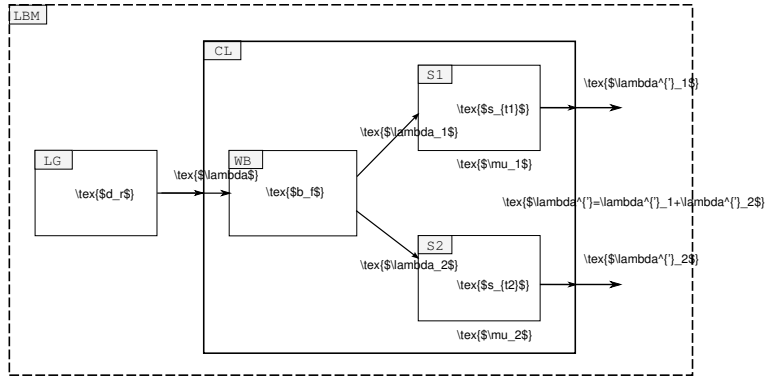 LBM
CL
S1
\tex{$\lambda^{'}_1$}
\tex{$s_{t1}$}
\tex{$\lambda_1$}
LG
WB
\tex{$\mu_1$}
\tex{$\lambda$}
\tex{$d_r$}
\tex{$b_f$}
\tex{$\lambda^{'}=\lambda^{'}_1+\lambda^{'}_2$}
S2
\tex{$\lambda_2$}
\tex{$\lambda^{'}_2$}
\tex{$s_{t2}$}
\tex{$\mu_2$}